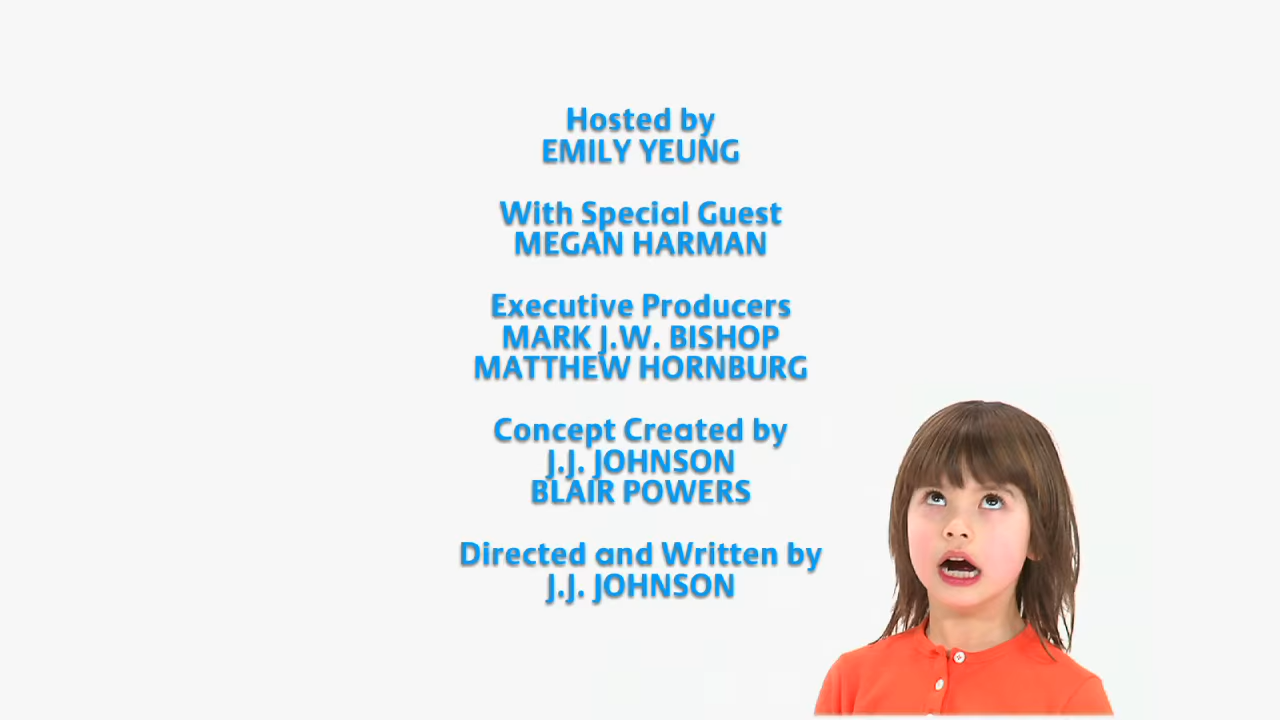 Hosted by
EMILY YEUNG
With Special Guest
MEGAN HARMAN
Executive Producers
MARK J.W. BISHOP
MATTHEW HORNBURG
Concept Created by
J.J. JOHNSON
BLAIR POWERS
Directed and Written by
J.J. JOHNSON